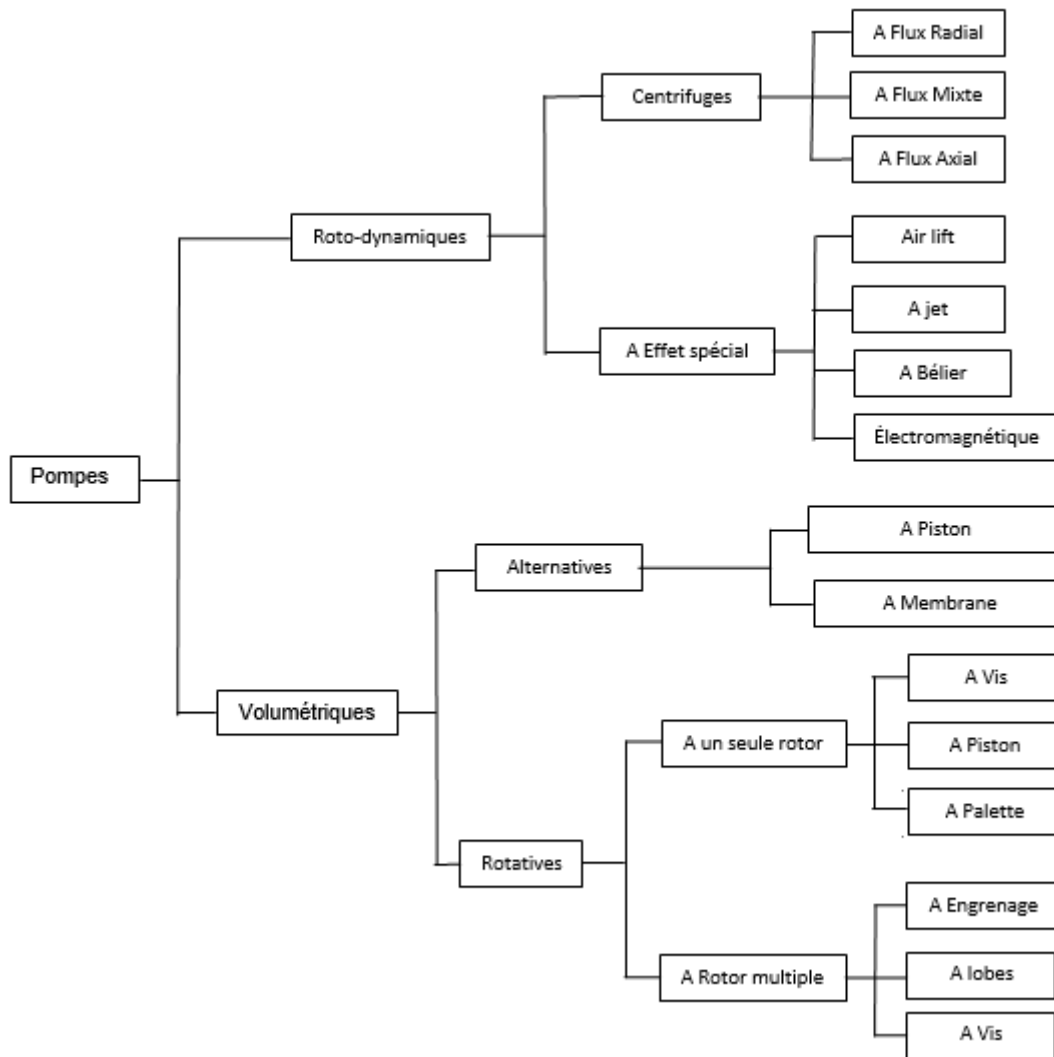 A Flux Radial
Centrifuges
A Flux Mixte
A Flux Axial
Roto-dynamiques
Air lift
A jet
A Effet spécial
A Bélier
Électromagnétique
Pompes
A Piston
Alternatives
A Membrane
A Vis
Volumétriques
A un seule rotor
A Piston
A Palette
Rotatives
A Engrenage
A Rotor multiple
A lobes
A Vis